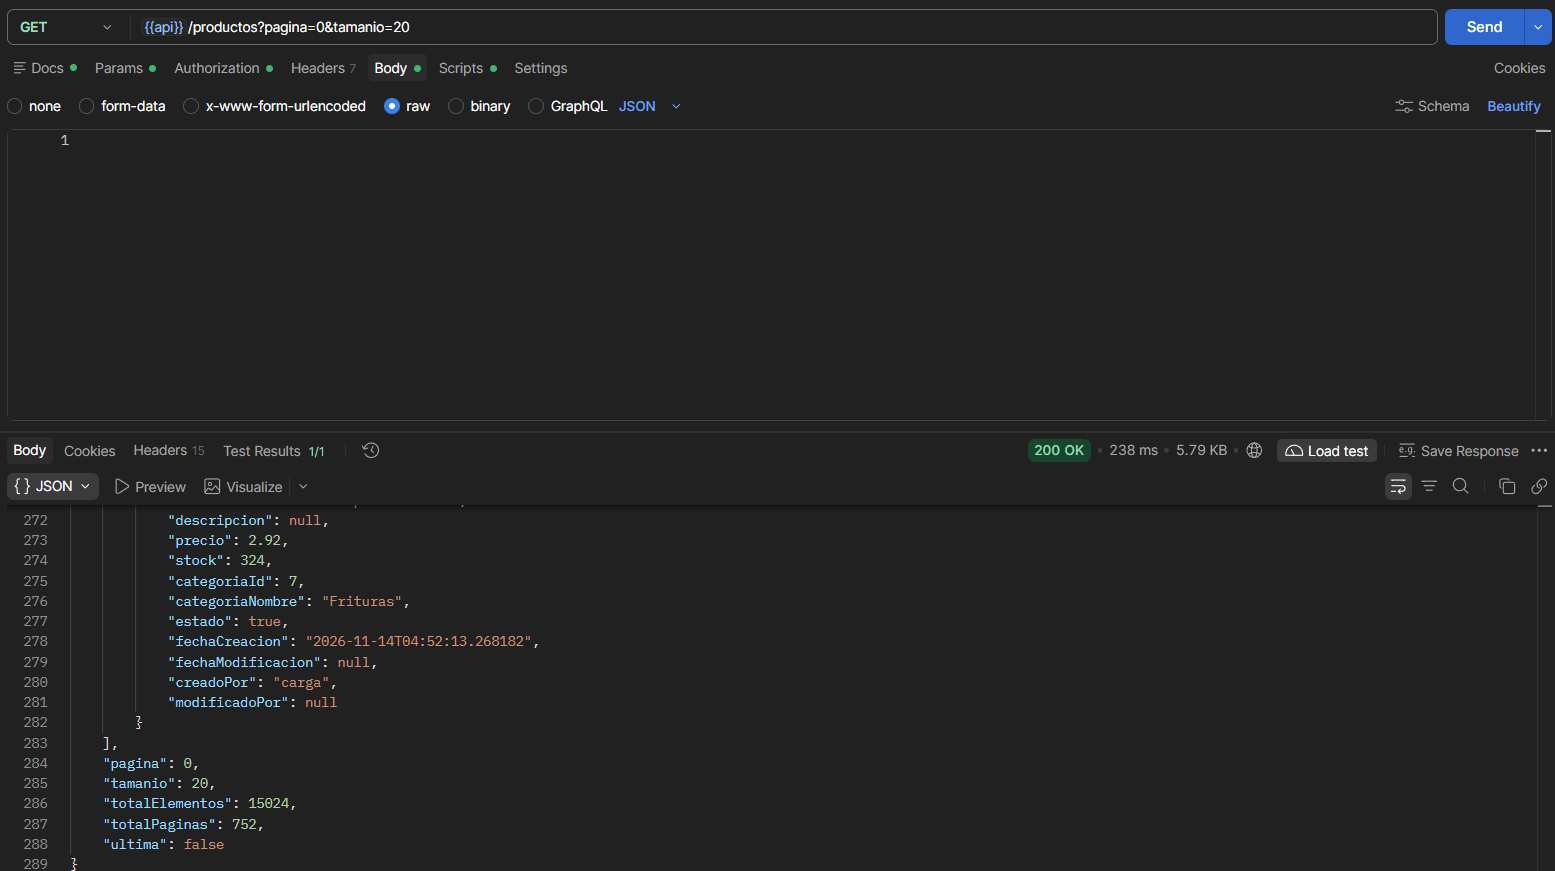 GET {{api}} /productos?pagina=0&tamanio=20 Send
Docs Params Authorization Headers 7 Body Scripts Settings Cookies
none form-data x-www-form-urlencoded raw binary GraphQL JSON Schema Beautify
1
Body Cookies Headers 15 Test Results 1/1 200 OK 238 ms 5.79 KB Load test e.g. Save Response
{} JSON Preview Visualize
272 "descripcion": null,
273 "precio": 2.92,
274 "stock": 324,
275 "categoriaId": 7,
276 "categoriaNombre": "Frituras",
277 "estado": true,
278 "fechaCreacion": "2026-11-14T04:52:13.268182",
279 "fechaModificacion": null,
280 "creadoPor": "carga",
281 "modificadoPor": null
282 }
283 ],
284 "pagina": 0,
285 "tamanio": 20,
286 "totalElementos": 15024,
287 "totalPaginas": 752,
288 "ultima": false
289 }